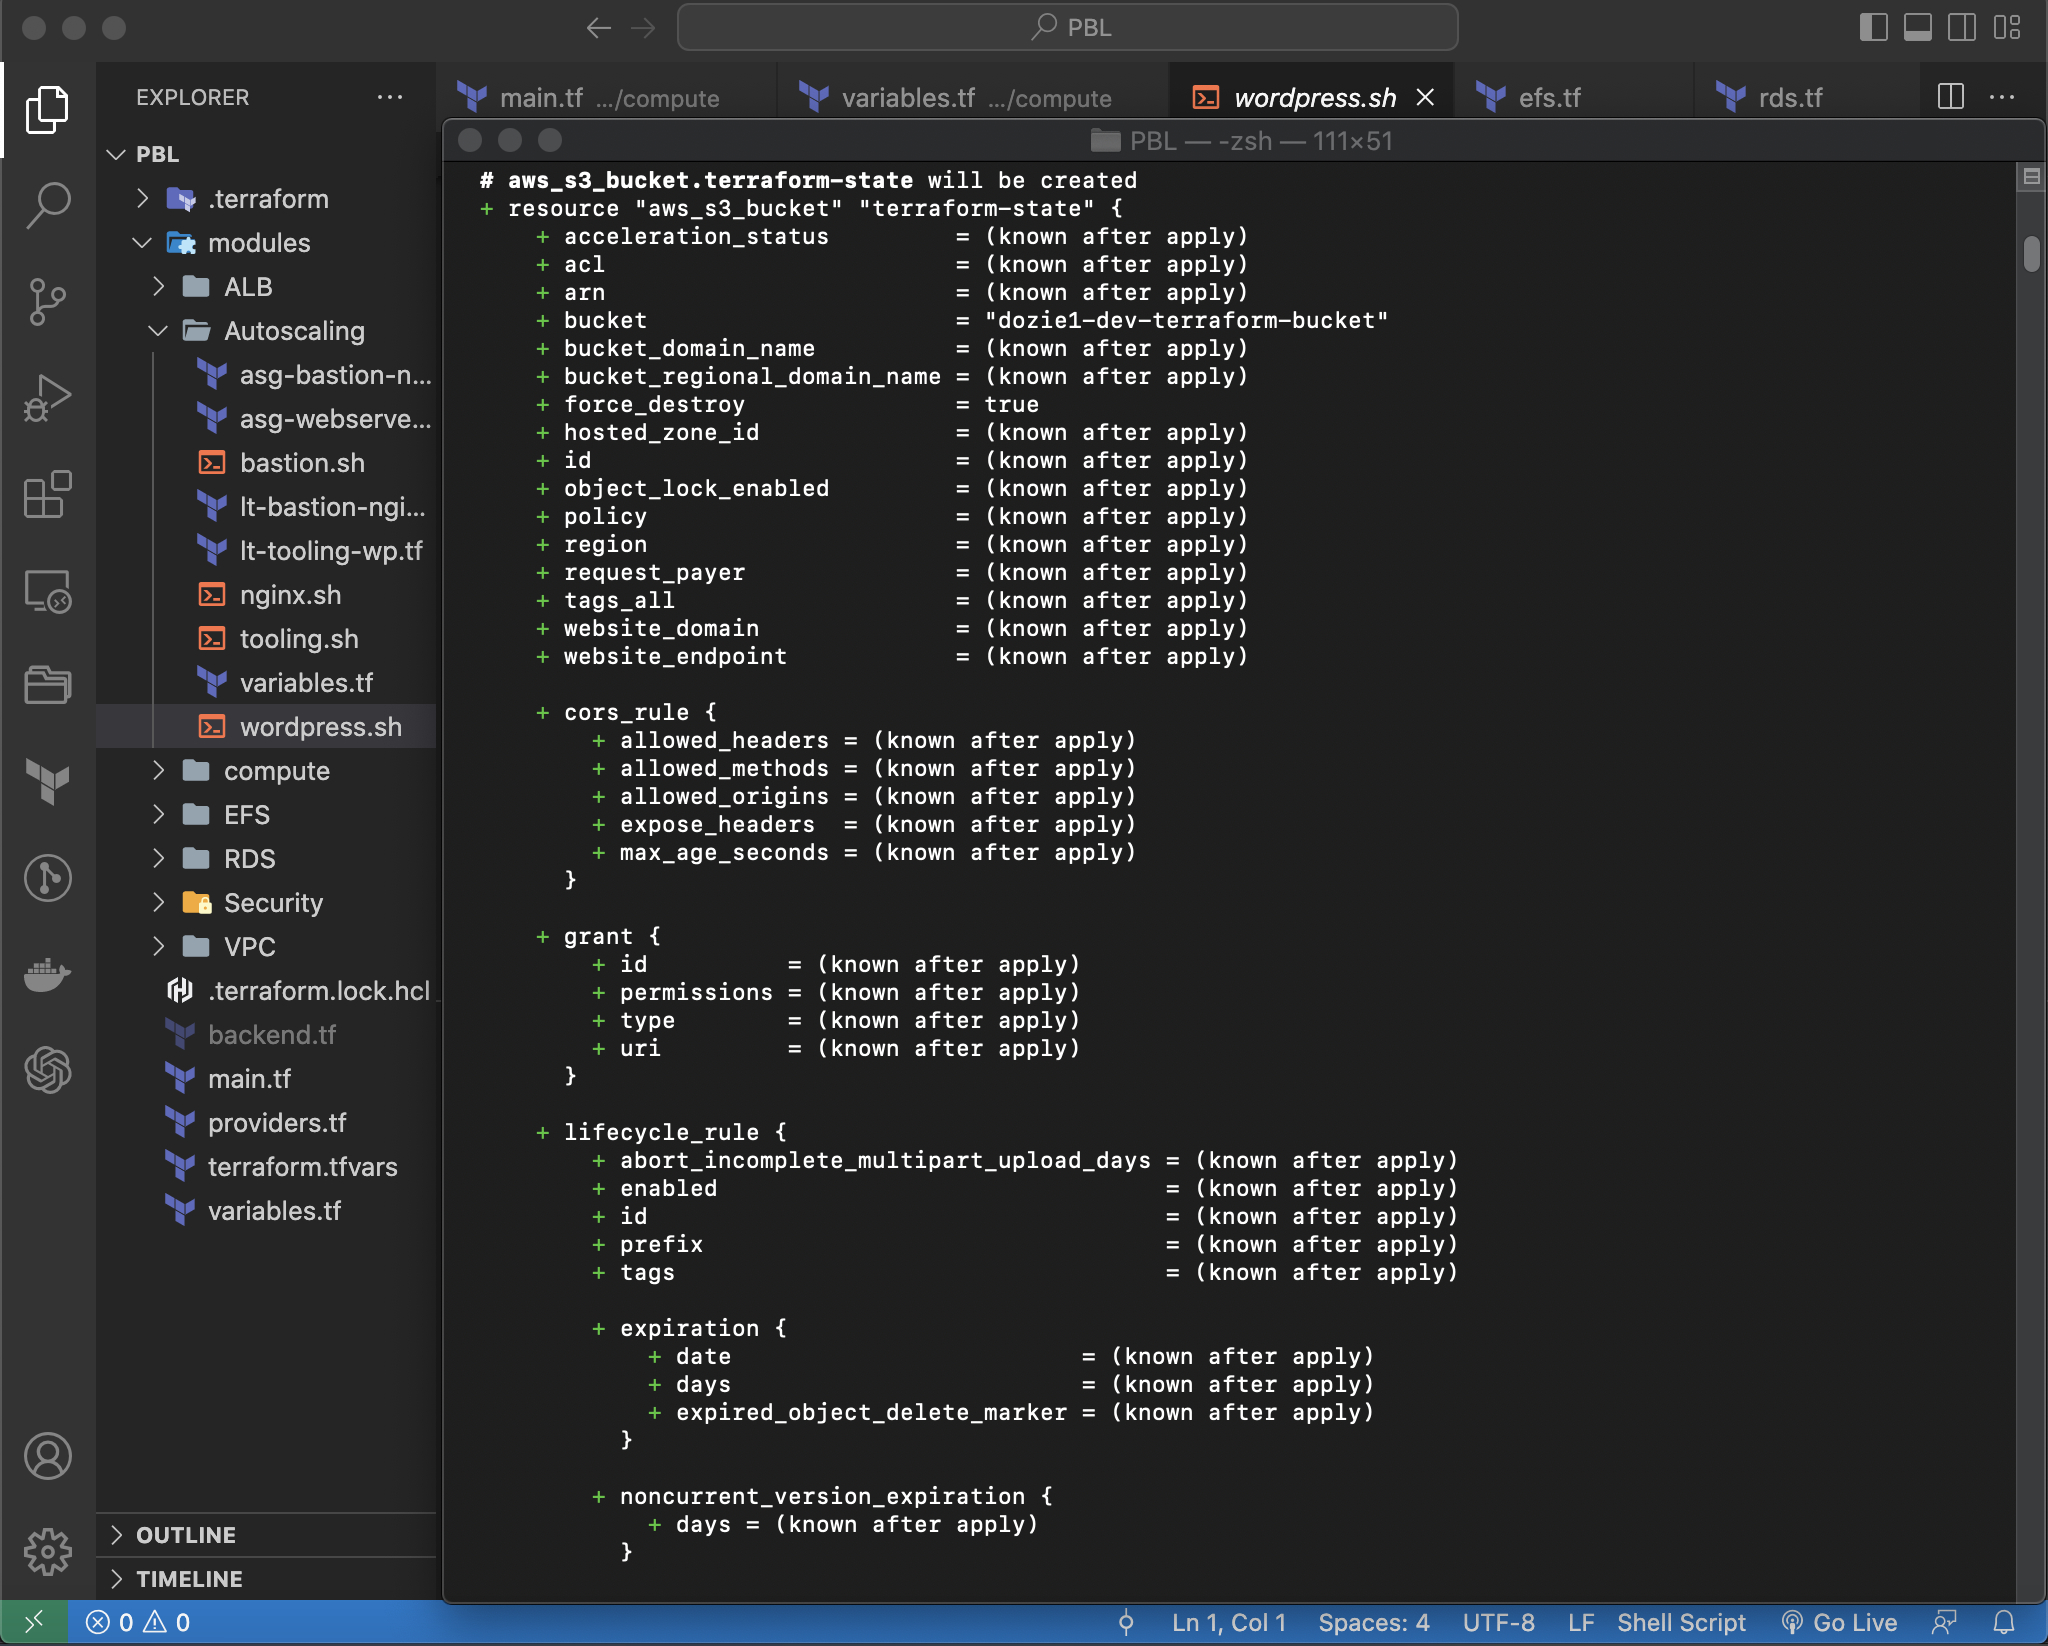 PBL
EXPLORER
main.tf .../compute
variables.tf .../compute
wordpress.sh
efs.tf
rds.tf
PBL
.terraform
modules
ALB
Autoscaling
asg-bastion-n...
asg-webserve...
bastion.sh
lt-bastion-ngi...
lt-tooling-wp.tf
nginx.sh
tooling.sh
variables.tf
wordpress.sh
compute
EFS
RDS
Security
VPC
.terraform.lock.hcl
backend.tf
main.tf
providers.tf
terraform.tfvars
variables.tf
OUTLINE
TIMELINE
PBL — -zsh — 111×51
# aws_s3_bucket.terraform-state will be created
+ resource "aws_s3_bucket" "terraform-state" {
+ acceleration_status = (known after apply)
+ acl = (known after apply)
+ arn = (known after apply)
+ bucket = "dozie1-dev-terraform-bucket"
+ bucket_domain_name = (known after apply)
+ bucket_regional_domain_name = (known after apply)
+ force_destroy = true
+ hosted_zone_id = (known after apply)
+ id = (known after apply)
+ object_lock_enabled = (known after apply)
+ policy = (known after apply)
+ region = (known after apply)
+ request_payer = (known after apply)
+ tags_all = (known after apply)
+ website_domain = (known after apply)
+ website_endpoint = (known after apply)
+ cors_rule {
+ allowed_headers = (known after apply)
+ allowed_methods = (known after apply)
+ allowed_origins = (known after apply)
+ expose_headers = (known after apply)
+ max_age_seconds = (known after apply)
}
+ grant {
+ id = (known after apply)
+ permissions = (known after apply)
+ type = (known after apply)
+ uri = (known after apply)
}
+ lifecycle_rule {
+ abort_incomplete_multipart_upload_days = (known after apply)
+ enabled = (known after apply)
+ id = (known after apply)
+ prefix = (known after apply)
+ tags = (known after apply)
+ expiration {
+ date = (known after apply)
+ days = (known after apply)
+ expired_object_delete_marker = (known after apply)
}
+ noncurrent_version_expiration {
+ days = (known after apply)
}
0 0
Ln 1, Col 1 Spaces: 4 UTF-8 LF Shell Script Go Live